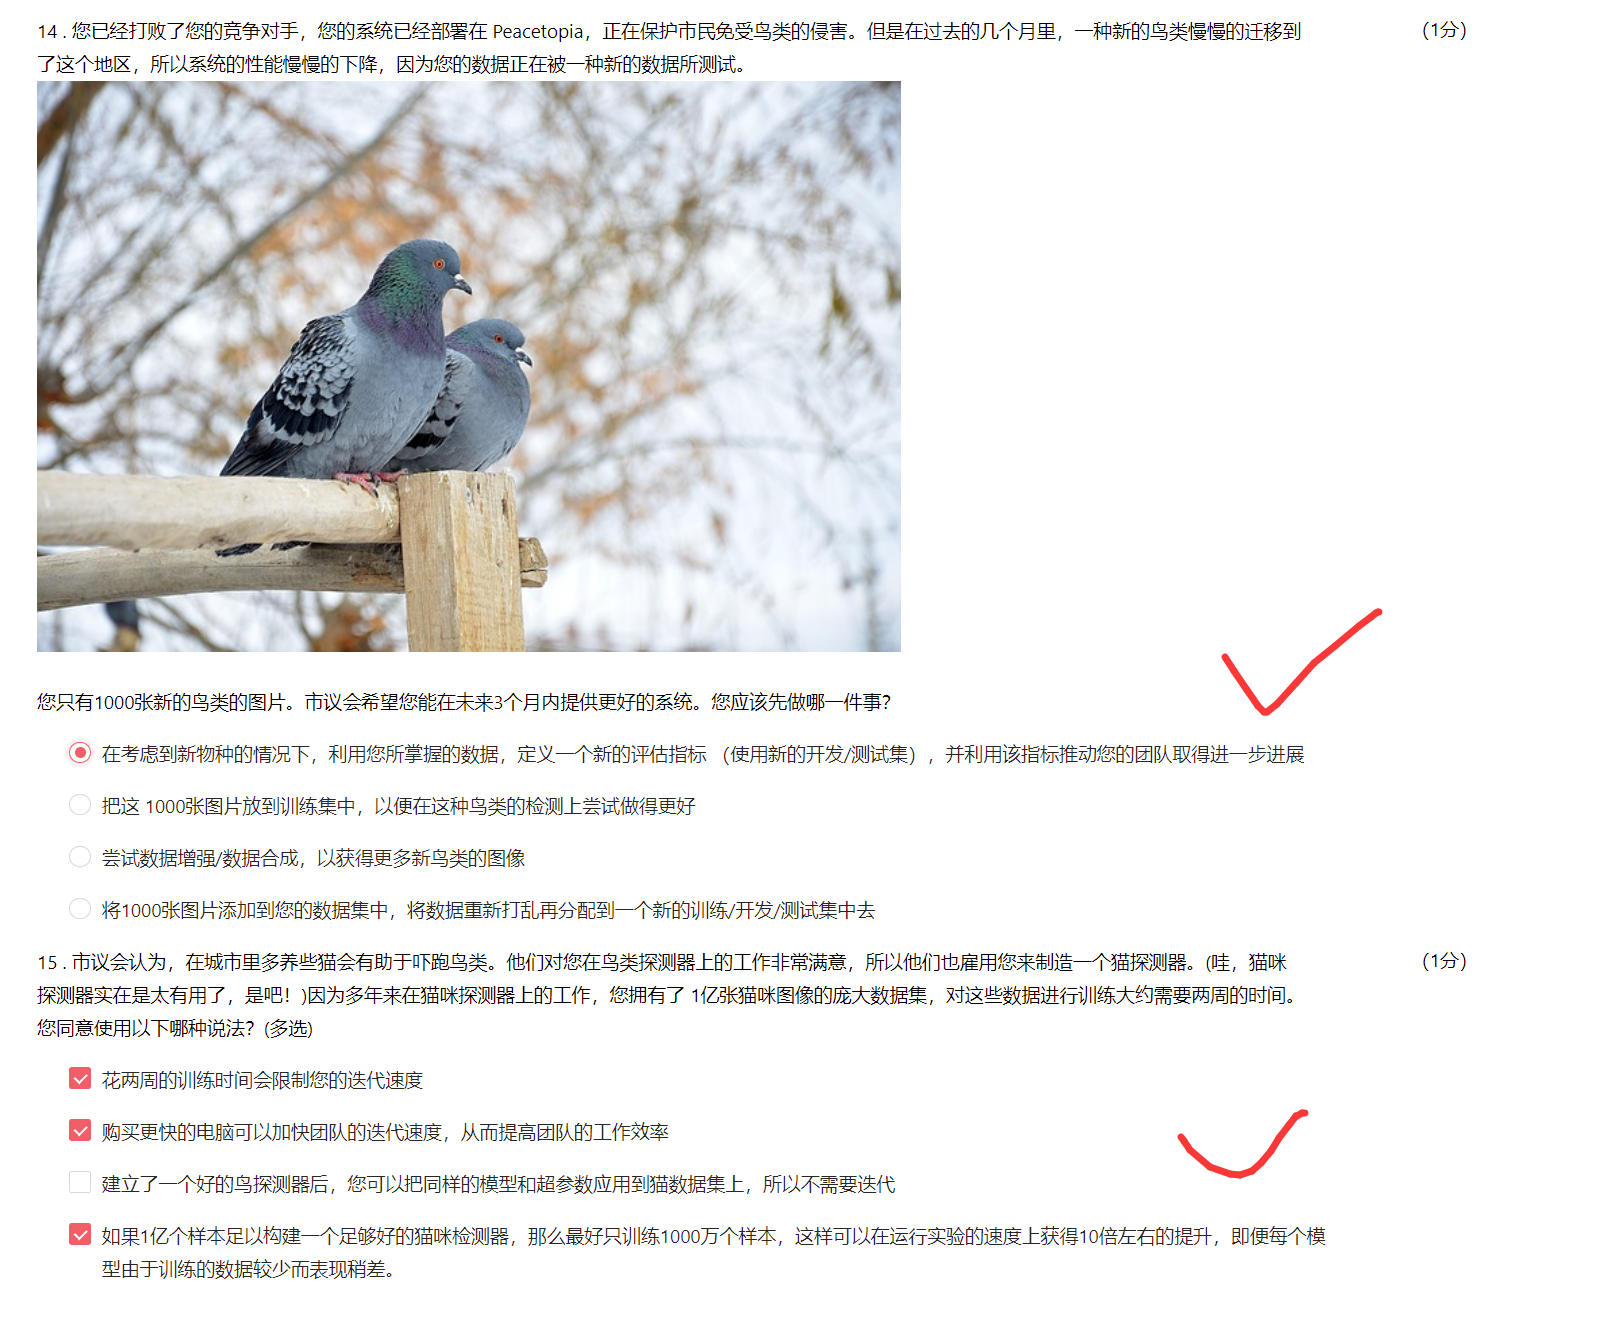 14 . 您已经打败了您的竞争对手，您的系统已经部署在 Peacetopia，正在保护市民免受鸟类的侵害。但是在过去的几个月里，一种新的鸟类慢慢的迁移到
(1分)
了这个地区，所以系统的性能慢慢的下降，因为您的数据正在被一种新的数据所测试。
您只有1000张新的鸟类的图片。市议会希望您能在未来3个月内提供更好的系统。您应该先做哪一件事？
在考虑到新物种的情况下，利用您所掌握的数据，定义一个新的评估指标 （使用新的开发/测试集），并利用该指标推动您的团队取得进一步进展
把这 1000张图片放到训练集中，以便在这种鸟类的检测上尝试做得更好
尝试数据增强/数据合成，以获得更多新鸟类的图像
将1000张图片添加到您的数据集中，将数据重新打乱再分配到一个新的训练/开发/测试集中去
15 . 市议会认为，在城市里多养些猫会有助于吓跑鸟类。他们对您在鸟类探测器上的工作非常满意，所以他们也雇用您来制造一个猫探测器。(哇，猫咪
(1分)
探测器实在是太有用了，是吧！)因为多年来在猫咪探测器上的工作，您拥有了 1亿张猫咪图像的庞大数据集，对这些数据进行训练大约需要两周的时间。
您同意使用以下哪种说法？(多选)
花两周的训练时间会限制您的迭代速度
购买更快的电脑可以加快团队的迭代速度，从而提高团队的工作效率
建立了一个好的鸟探测器后，您可以把同样的模型和超参数应用到猫数据集上，所以不需要迭代
如果1亿个样本足以构建一个足够好的猫咪检测器，那么最好只训练1000万个样本，这样可以在运行实验的速度上获得10倍左右的提升，即便每个模
型由于训练的数据较少而表现稍差。